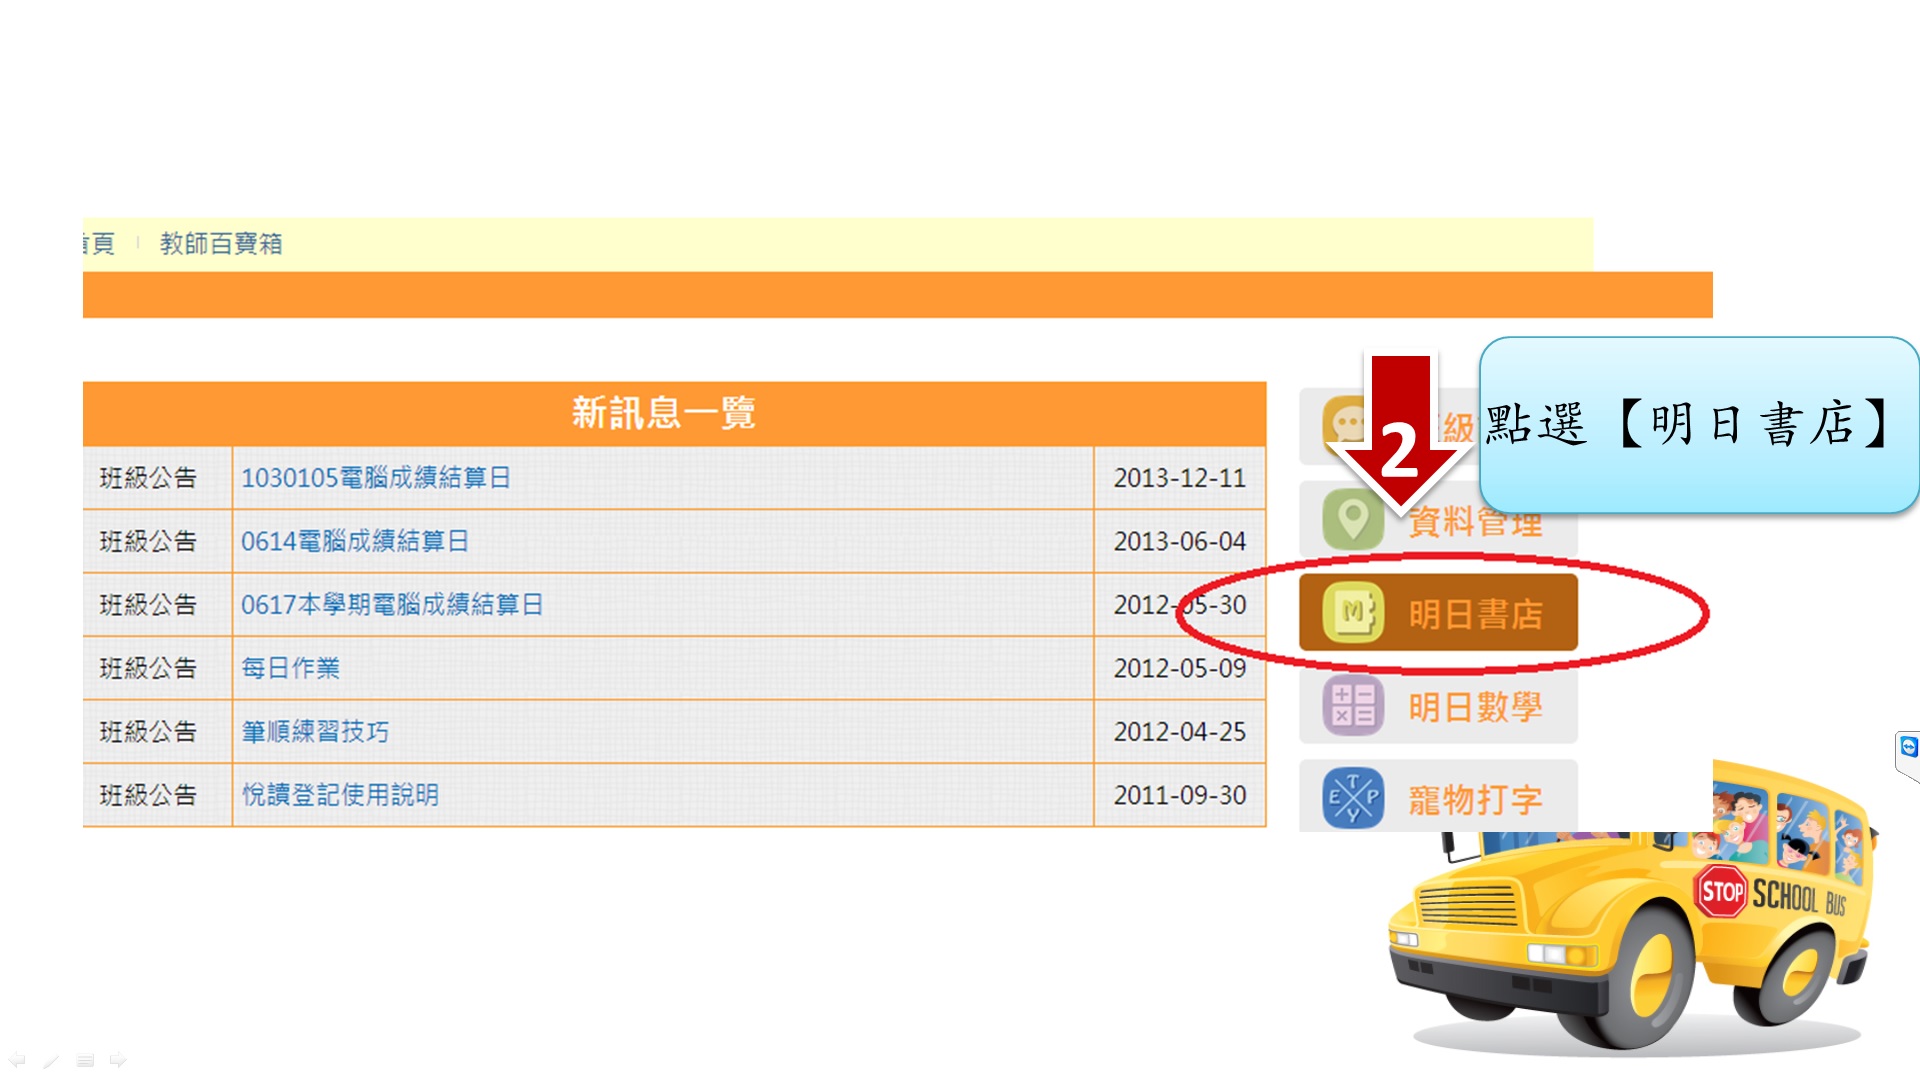 頁 教師百寶箱
新訊息一覽
班級公告 1030105電腦成績結算日 2013-12-11
班級公告 0614電腦成績結算日 2013-06-04
班級公告 0617本學期電腦成績結算日 2012-05-30
班級公告 每日作業 2012-05-09
班級公告 筆順練習技巧 2012-04-25
班級公告 悅讀登記使用說明 2011-09-30
級
2
點選【明日書店】
資料管理
M 明日書店
明日數學
TYPE 寵物打字
STOP SCHOOL BUS